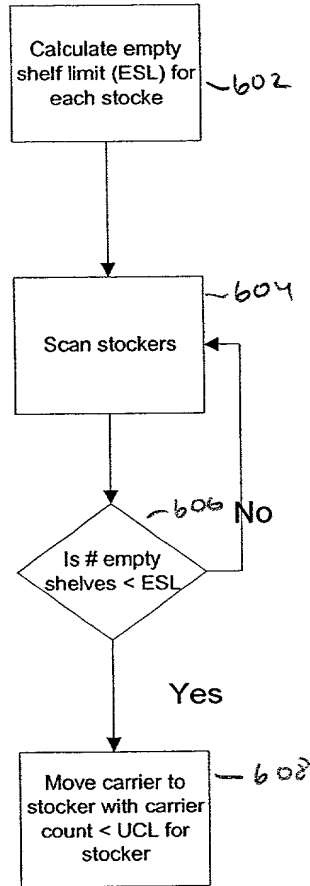 Calculate empty
shelf limit (ESL) for
each stocke
602
604
Scan stockers
606
No
Is # empty
shelves < ESL
Yes
Move carrier to
stocker with carrier
count < UCL for
stocker
608